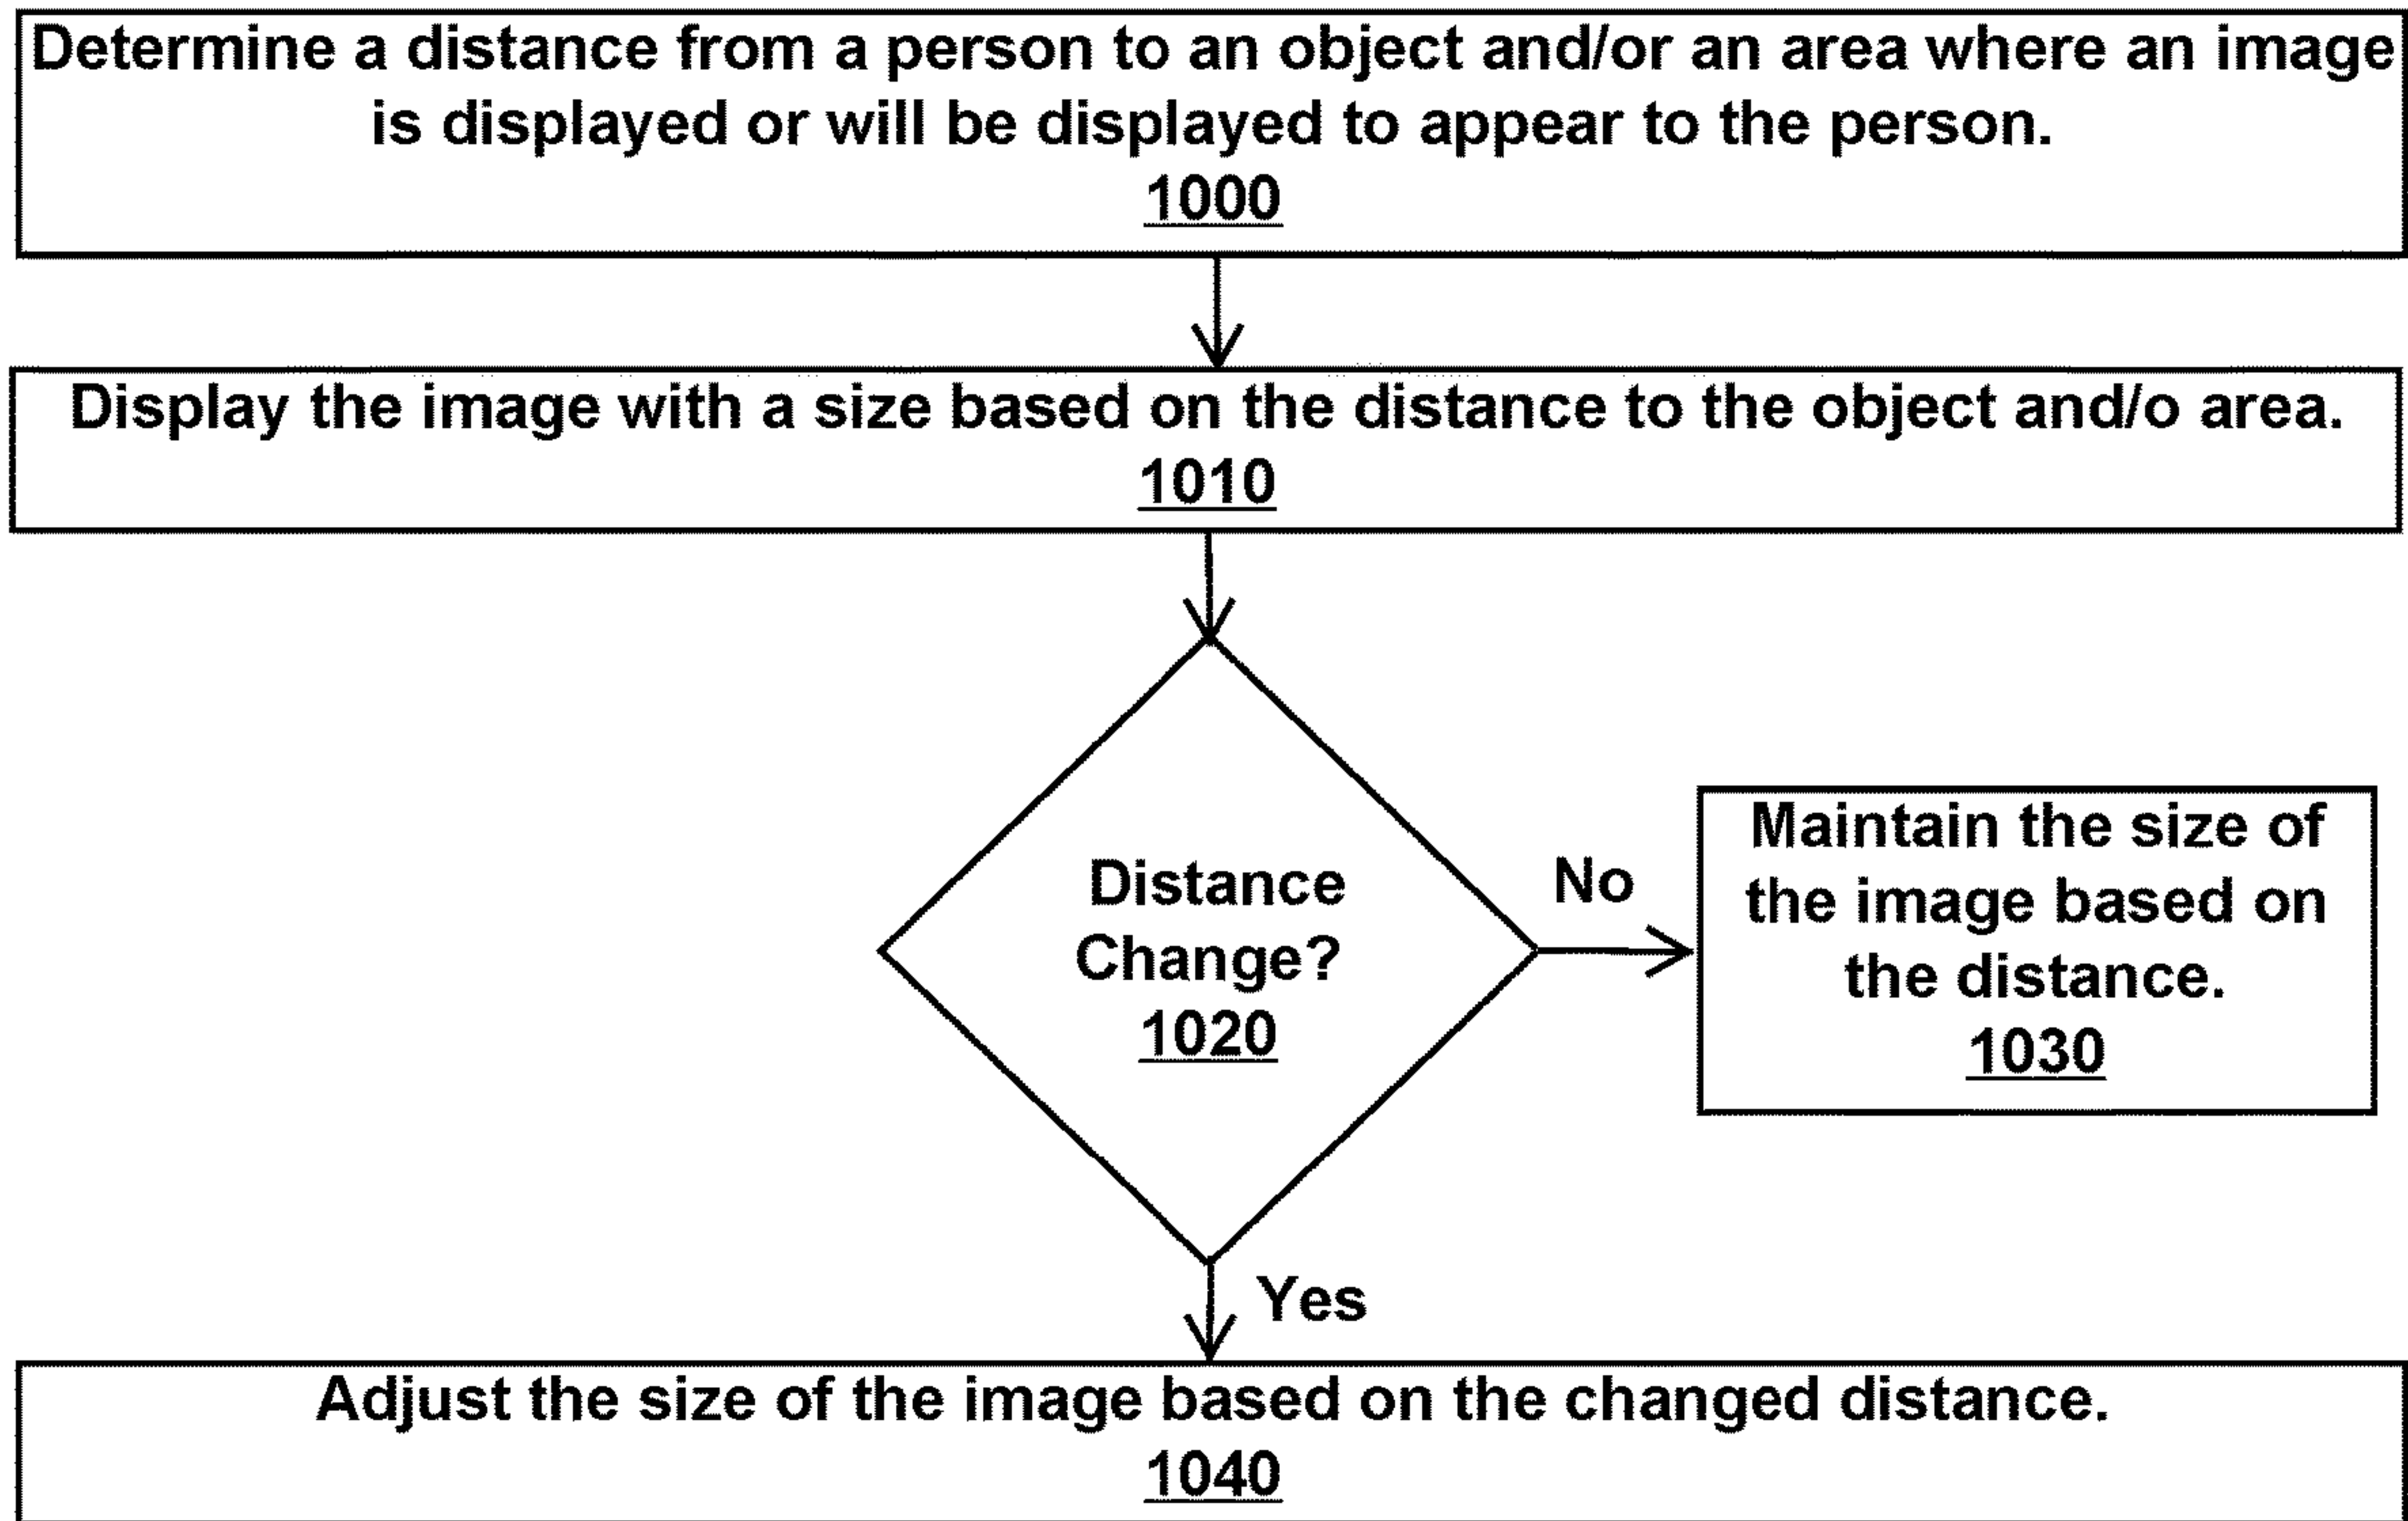 Determine a distance from a person to an object and/or an area where an image
is displayed or will be displayed to appear to the person.
1000
Display the image with a size based on the distance to the object and/o area.
1010
Distance
Change?
1020
No
Maintain the size of
the image based on
the distance.
1030
Yes
Adjust the size of the image based on the changed distance.
1040